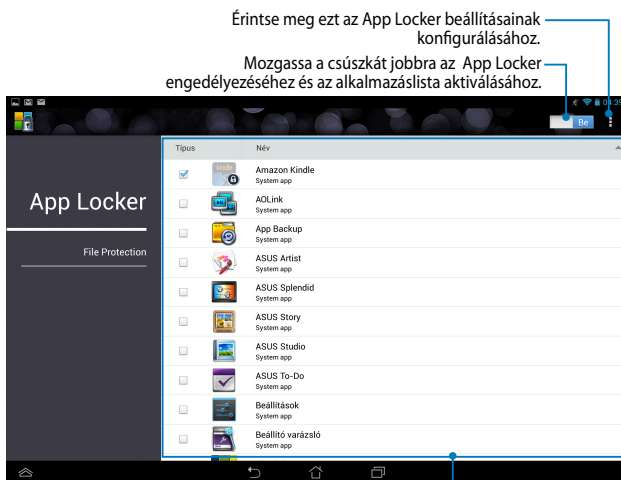 Érintse meg ezt az App Locker beállításainak
konfigurálásához.
Mozgassa a csúszkát jobbra az App Locker
engedélyezéséhez és az alkalmazáslista aktiválásához.
Be
Típus Név
Amazon Kindle
System app
App Locker
AOLink
System app
App Backup
System app
File Protection
ASUS Artist
System app
ASUS Splendid
System app
ASUS Story
System app
ASUS Studio
System app
ASUS To-Do
System app
Beállítások
System app
Beállító varázsló
System app